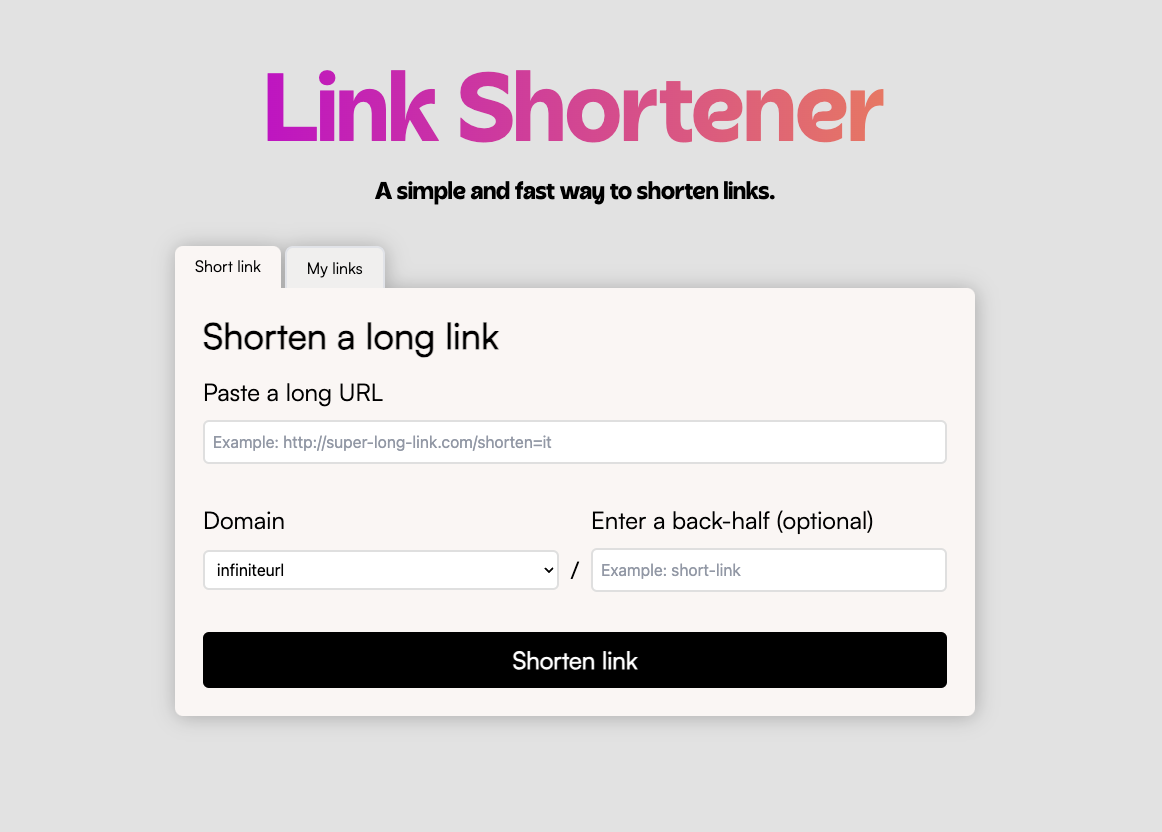 Link Shortener
A simple and fast way to shorten links.
Short link
My links
Shorten a long link
Paste a long URL
Example: http://super-long-link.com/shorten=it
Domain
Enter a back-half (optional)
infiniteurl
/
Example: short-link
Shorten link